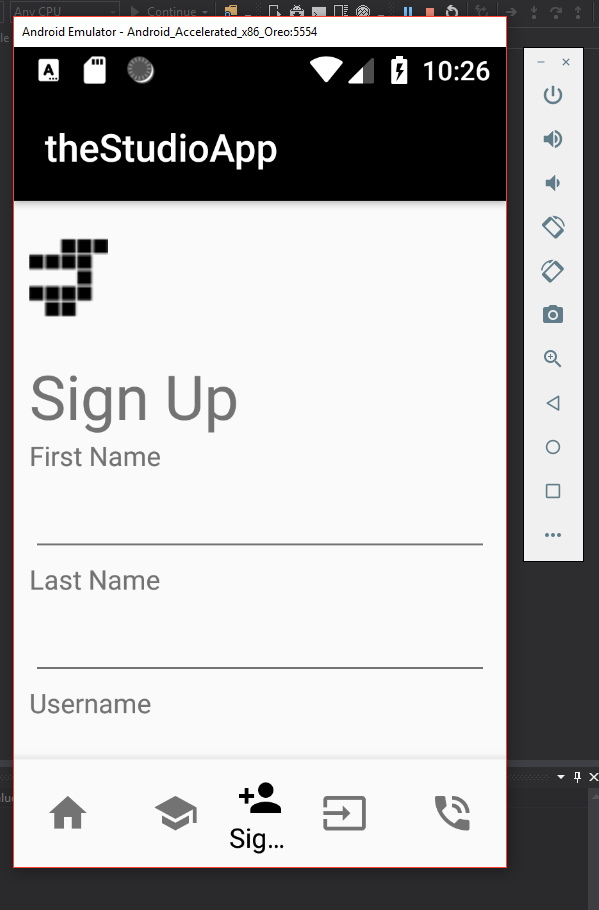 Any CPU
Continue
Android Emulator - Android_Accelerated_x86_Oreo:5554
A
10:26
theStudioApp
Sign Up
First Name
Last Name
Username
Sig...